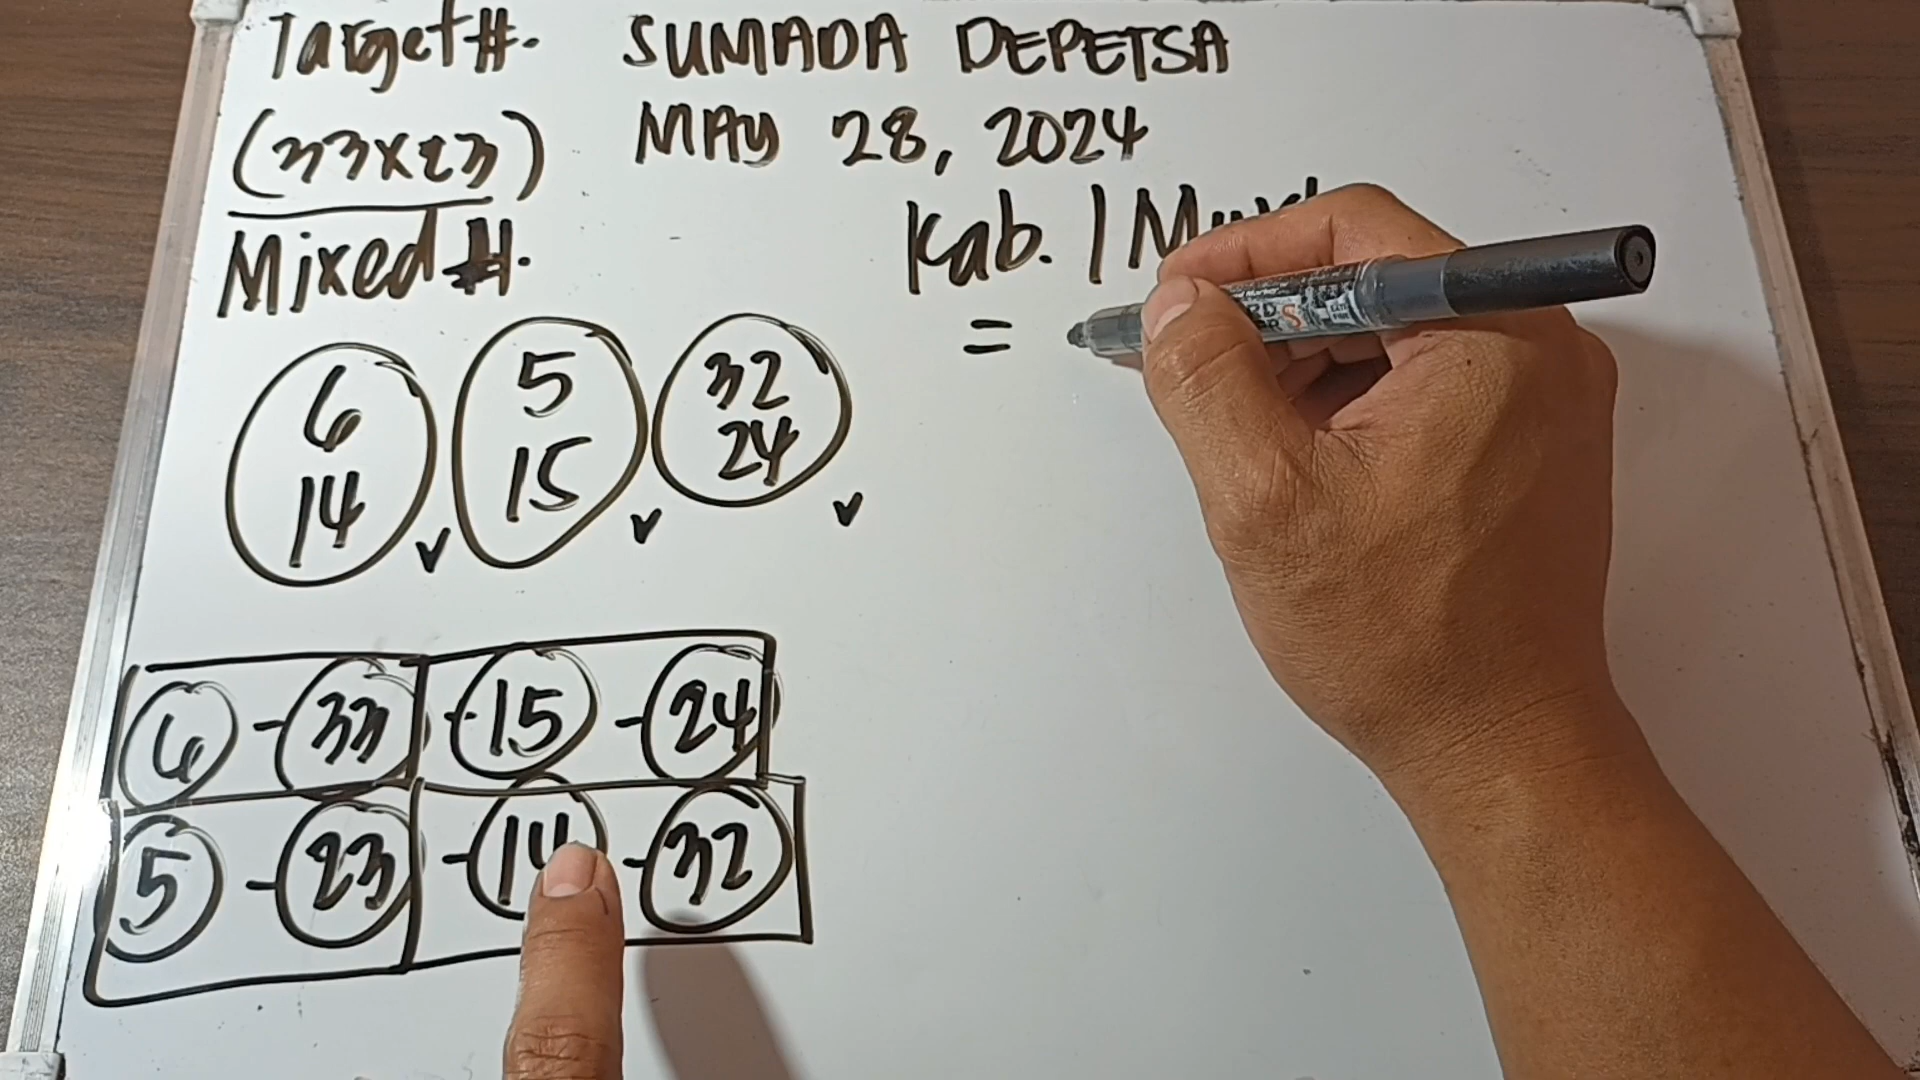 Target #. SUMADA DEPETSA
(33x23) MAY 28, 2024
Mixed #. Kab. |
=
6 5 32
14 15 24
6 - 33 - 15 - 24
5 - 23 - 14 - 32